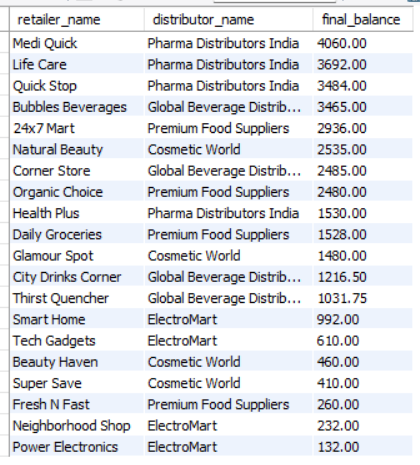 retailer_name distributor_name final_balance
Medi Quick Pharma Distributors India 4060.00
Life Care Pharma Distributors India 3692.00
Quick Stop Pharma Distributors India 3484.00
Bubbles Beverages Global Beverage Distrib... 3465.00
24x7 Mart Premium Food Suppliers 2936.00
Natural Beauty Cosmetic World 2535.00
Corner Store Global Beverage Distrib... 2485.00
Organic Choice Premium Food Suppliers 2480.00
Health Plus Pharma Distributors India 1530.00
Daily Groceries Premium Food Suppliers 1528.00
Glamour Spot Cosmetic World 1480.00
City Drinks Corner Global Beverage Distrib... 1216.50
Thirst Quencher Global Beverage Distrib... 1031.75
Smart Home ElectroMart 992.00
Tech Gadgets ElectroMart 610.00
Beauty Haven Cosmetic World 460.00
Super Save Cosmetic World 410.00
Fresh N Fast Premium Food Suppliers 260.00
Neighborhood Shop ElectroMart 232.00
Power Electronics ElectroMart 132.00